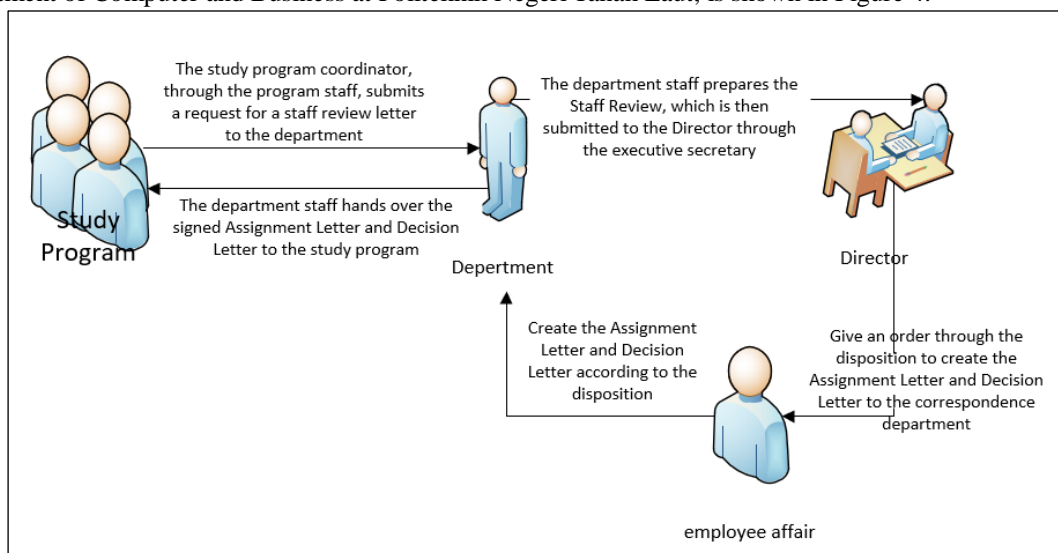 ment of Computer and Business at Politeknik Negeri Tanah Laut, is shown in Figure 4.
The study program coordinator,
through the program staff, submits
a request for a staff review letter
to the department
The department staff prepares the
Staff Review, which is then
submitted to the Director through
the executive secretary
The department staff hands over the
signed Assignment Letter and Decision
Letter to the study program
Study
Program
Depertment
Director
Create the Assignment
Letter and Decision
Letter according to the
disposition
Give an order through the
disposition to create the
Assignment Letter and Decision
Letter to the correspondence
department
employee affair